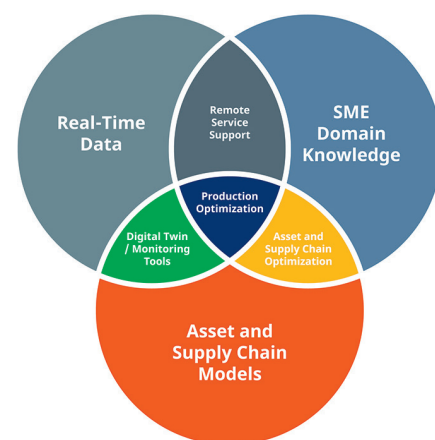 Remote
Service
Support
Real-Time
Data
SME
Domain
Knowledge
Production
Optimization
Digital Twin
/ Monitoring
Tools
Asset and
Supply Chain
Optimization
Asset and
Supply Chain
Models